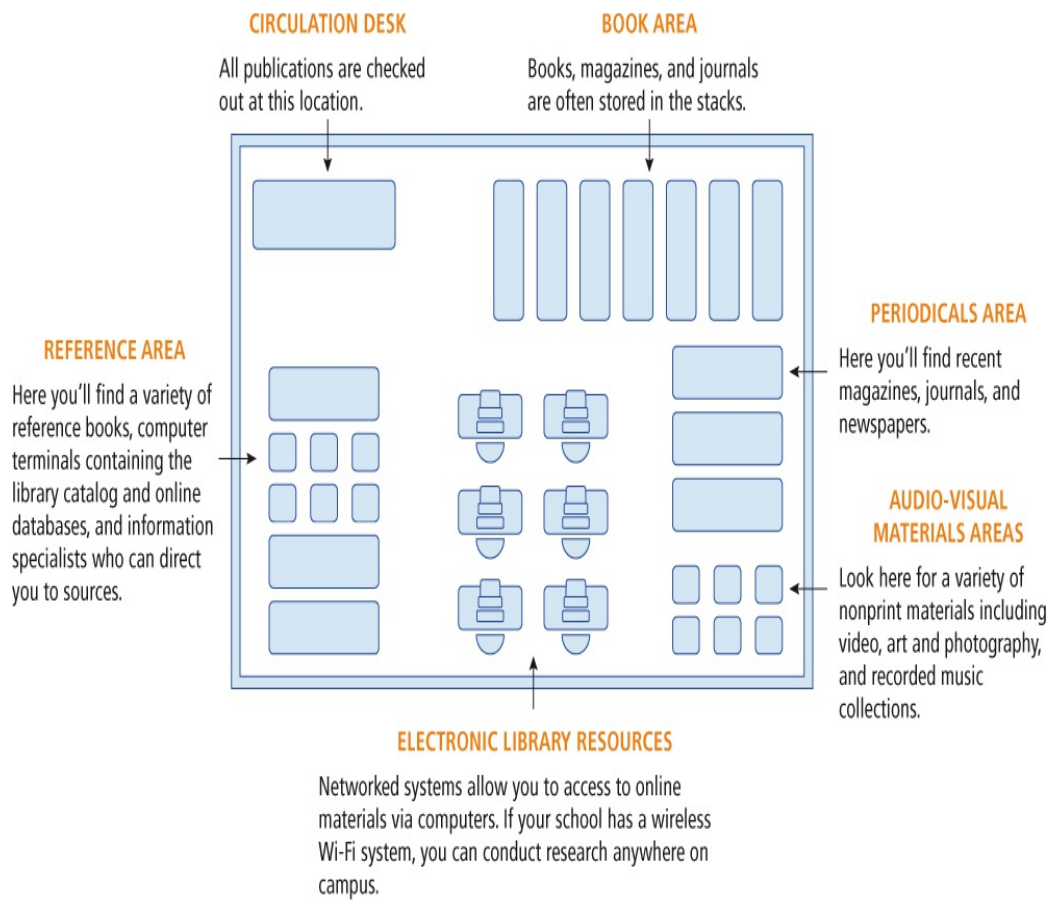 CIRCULATION DESK
All publications are checked
out at this location.
BOOK AREA
Books, magazines, and journals
are often stored in the stacks.
REFERENCE AREA
Here you’ll find a variety of
reference books, computer
terminals containing the
library catalog and online
databases, and information
specialists who can direct
you to sources.
PERIODICALS AREA
Here you’ll find recent
magazines, journals, and
newspapers.
AUDIO-VISUAL
MATERIALS AREAS
Look here for a variety of
nonprint materials including
video, art and photography,
and recorded music
collections.
ELECTRONIC LIBRARY RESOURCES
Networked systems allow you to access to online
materials via computers. If your school has a wireless
Wi-Fi system, you can conduct research anywhere on
campus.